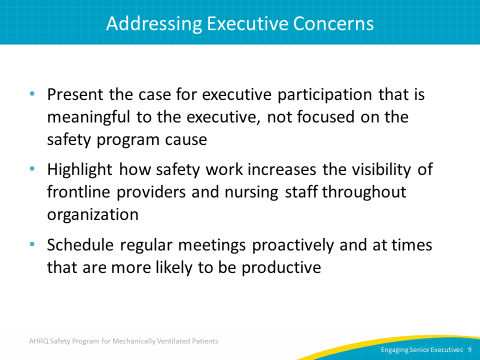 Addressing Executive Concerns
• Present the case for executive participation that is
meaningful to the executive, not focused on the
safety program cause
• Highlight how safety work increases the visibility of
frontline providers and nursing staff throughout
organization
• Schedule regular meetings proactively and at times
that are more likely to be productive
AHRQ Safety Program for Mechanically Ventilated Patients
Engaging Senior Executives 9